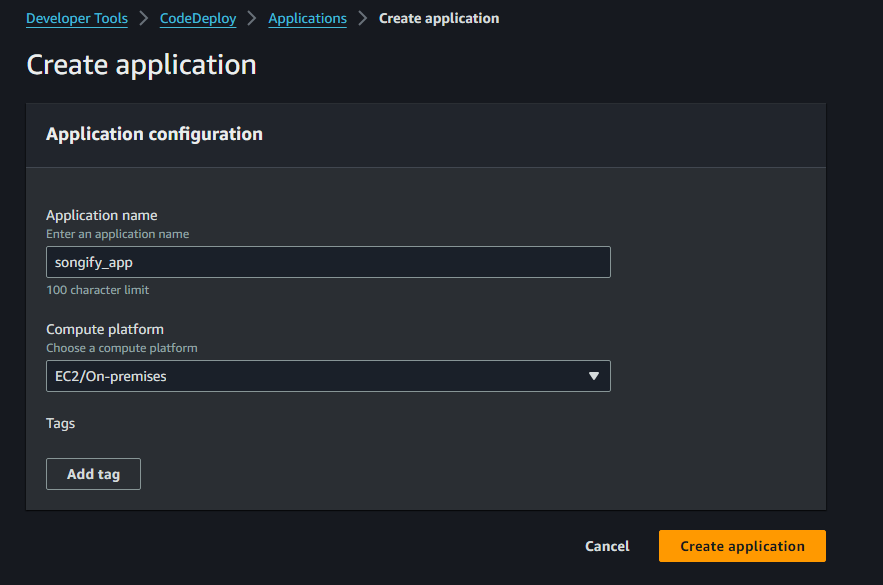 Developer Tools > CodeDeploy > Applications > Create application
Create application
Application configuration
Application name
Enter an application name
songify_app
100 character limit
Compute platform
Choose a compute platform
EC2/On-premises
Tags
Add tag
Cancel Create application